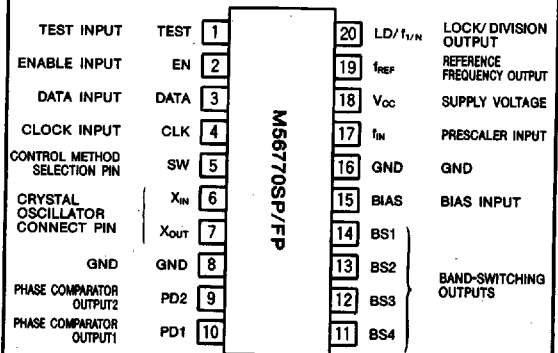 TEST INPUT TEST 1
ENABLE INPUT EN 2
DATA INPUT DATA 3
CLOCK INPUT CLK 4
CONTROL METHOD
SELECTION PIN SW 5
CRYSTAL
OSCILLATOR
CONNECT PIN
XIN 6
XOUT 7
GND GND 8
PHASE COMPARATOR
OUTPUT2 PD2 9
PHASE COMPARATOR
OUTPUT1 PD1 10
M56770SP/FP
20 LD/f1/N LOCK/DIVISION
OUTPUT
19 fREF REFERENCE
FREQUENCY OUTPUT
18 VCC SUPPLY VOLTAGE
17 fIN PRESCALER INPUT
16 GND GND
15 BIAS BIAS INPUT
14 BS1
13 BS2
12 BS3
11 BS4
BAND-SWITCHING
OUTPUTS